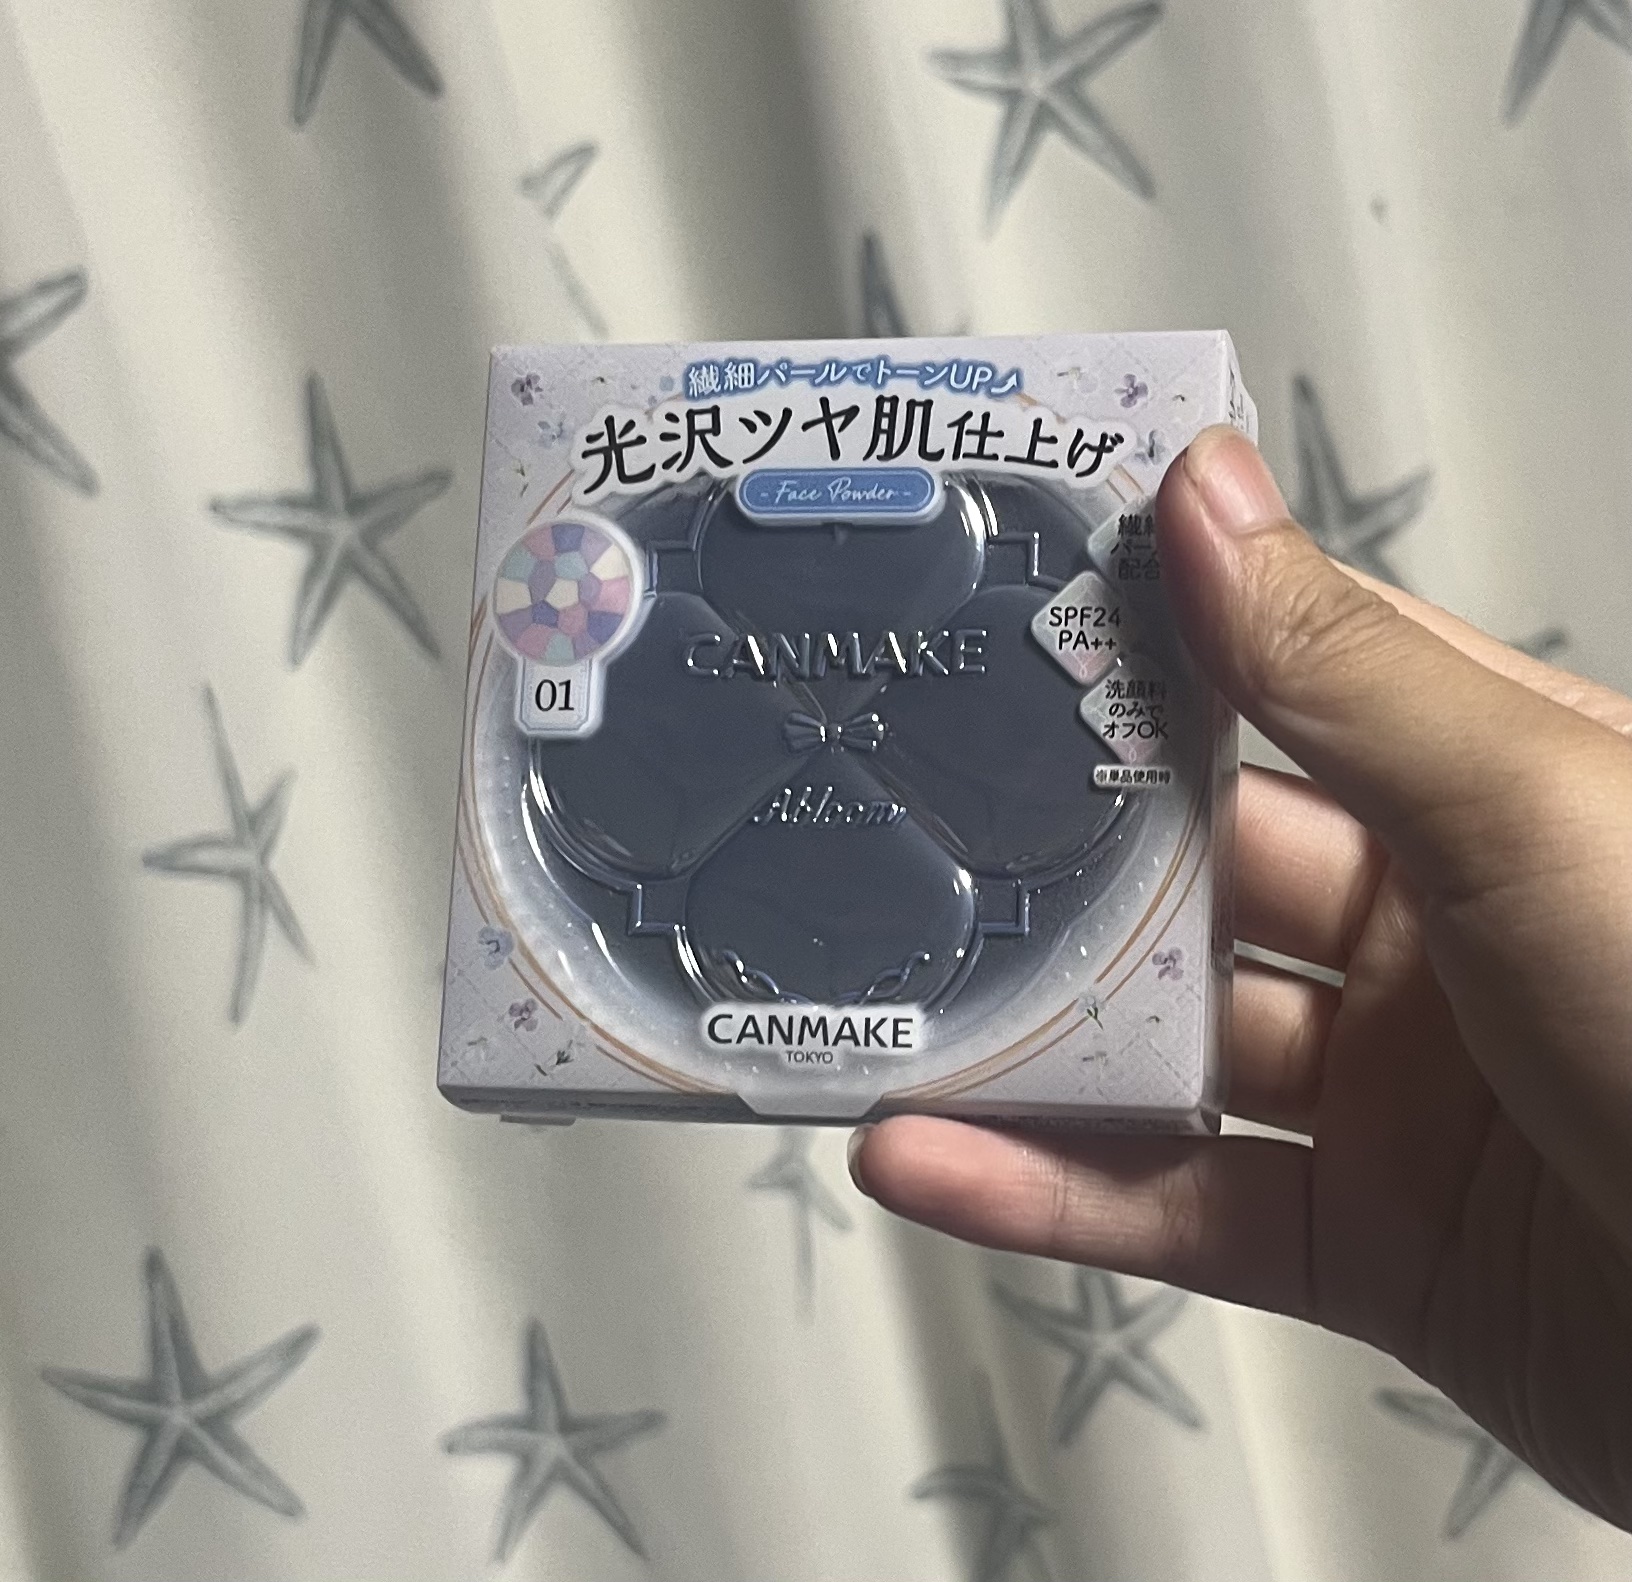 繊細パールでトーンUP
光沢ツヤ肌仕上げ
- Face Powder -
01
CANMAKE
Abloom
SPF24
PA++
洗顔料
のみで
オフOK
※単品使用時
CANMAKE
TOKYO